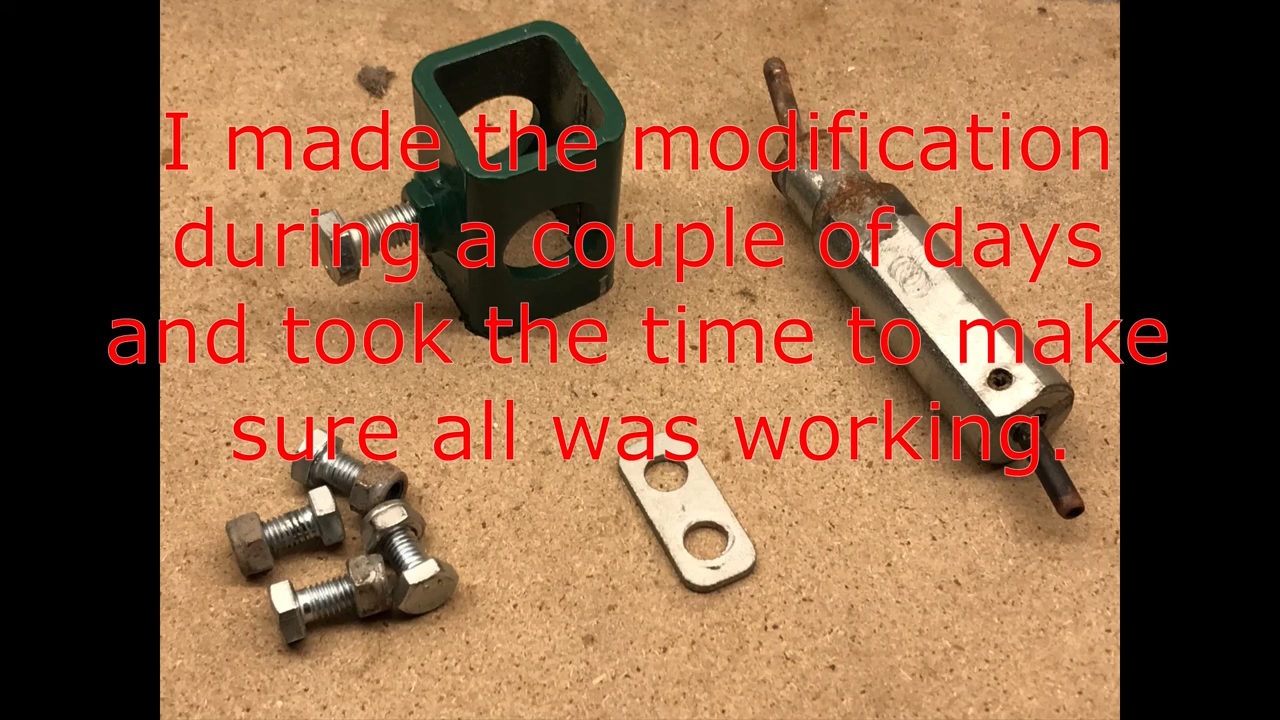 I made the modification
during a couple of days
and took the time to make
sure all was working.